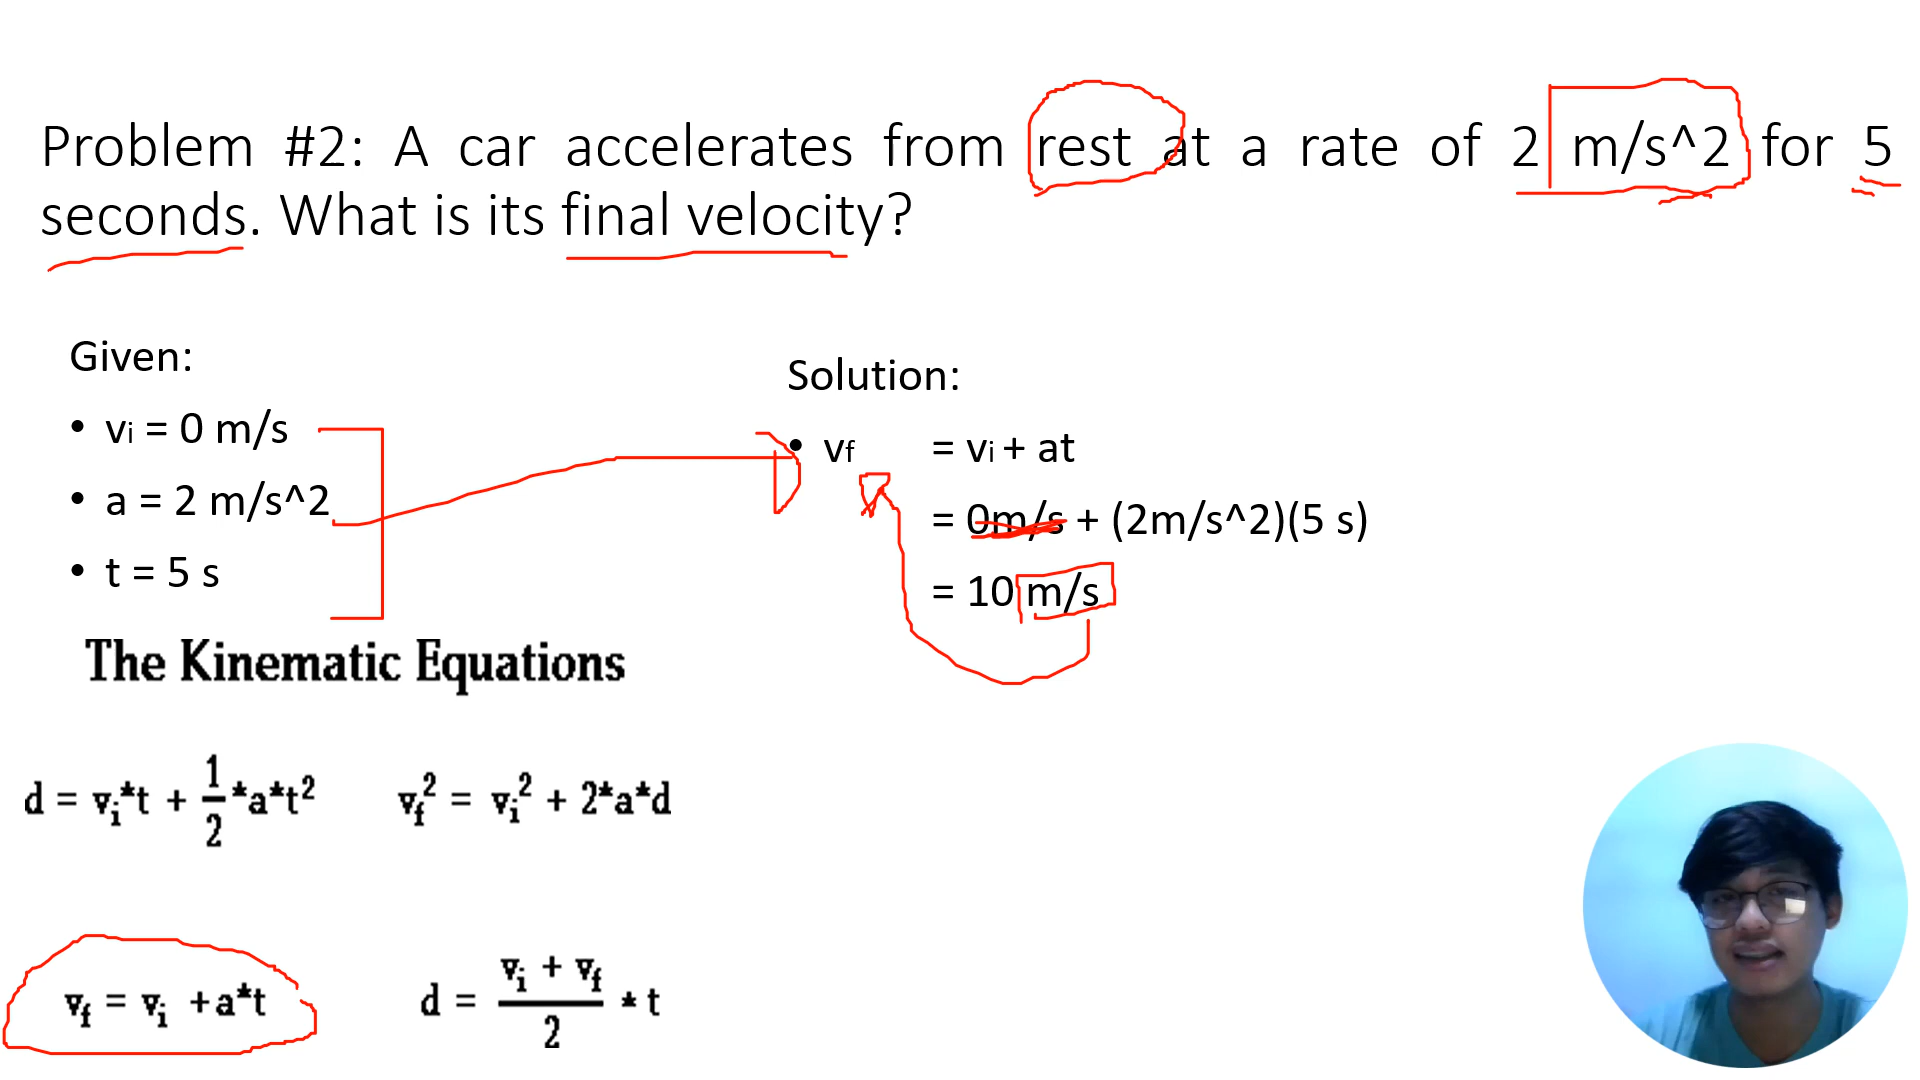 Problem #2: A car accelerates from rest at a rate of 2 m/s^2 for 5
seconds. What is its final velocity?
Given:
• vi = 0 m/s
• a = 2 m/s^2
• t = 5 s
Solution:
• vf = vi + at
= 0m/s + (2m/s^2)(5 s)
= 10 m/s
The Kinematic Equations
d = vi*t + 1/2*a*t²
vf² = vi² + 2*a*d
vf = vi +a*t
d = (vi + vf)/2 * t